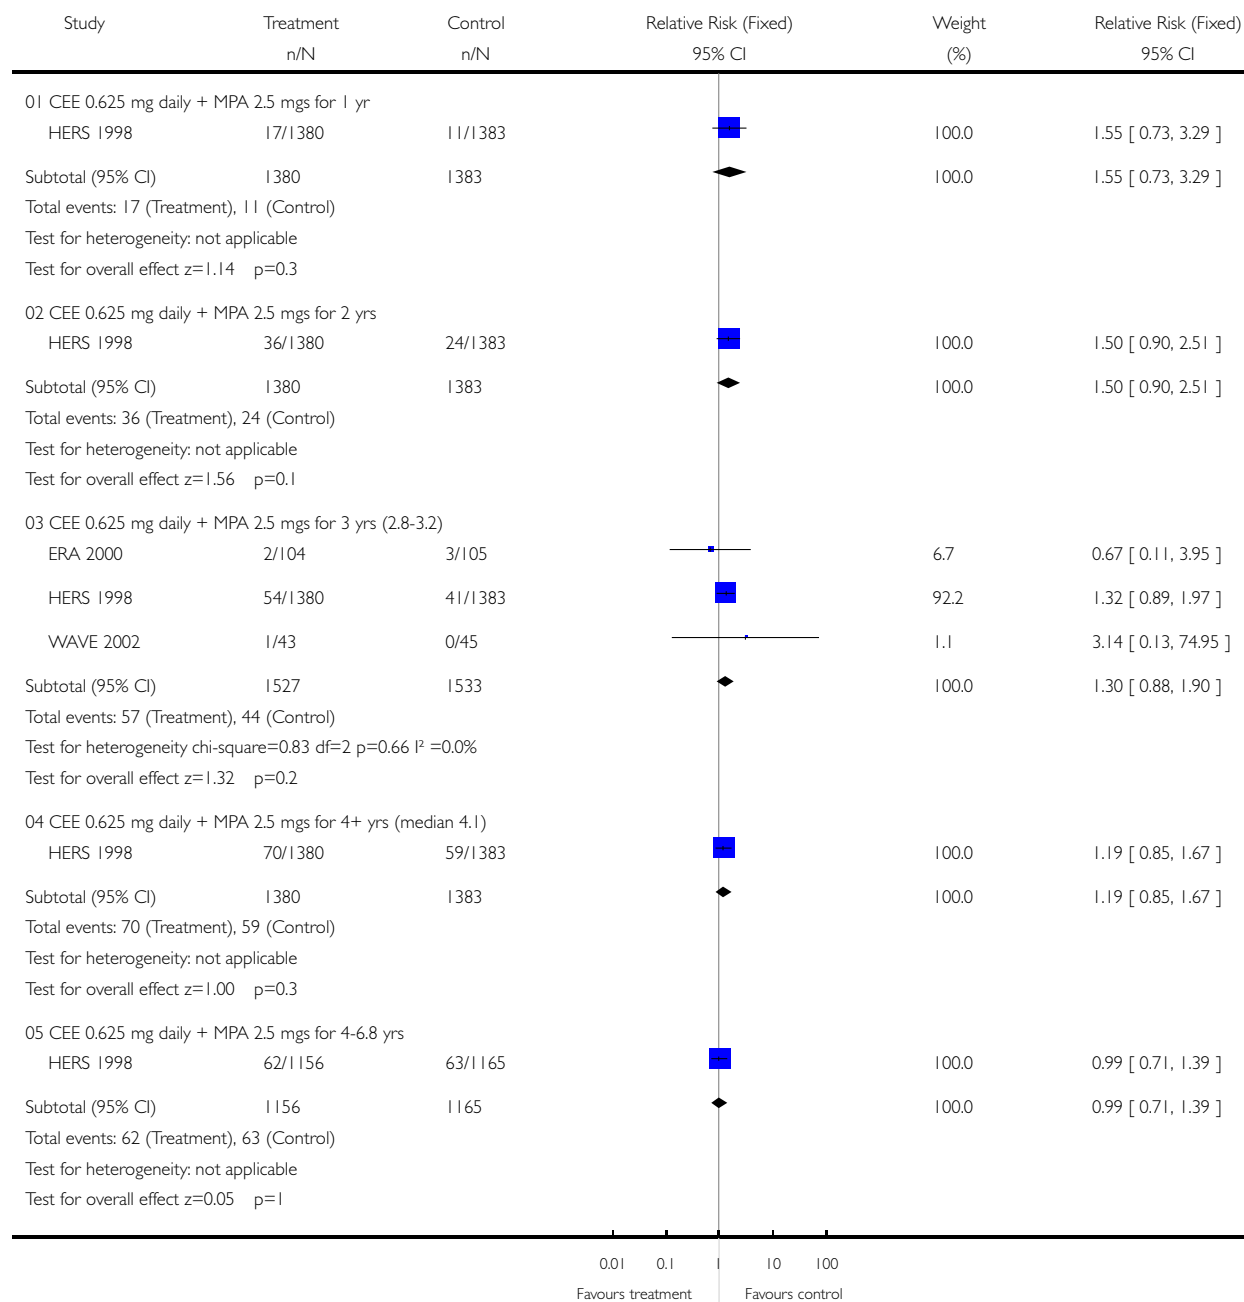 Study Treatment Control Relative Risk (Fixed) Weight Relative Risk (Fixed)
n/N n/N 95% CI (%) 95% CI
01 CEE 0.625 mg daily + MPA 2.5 mgs for 1 yr
HERS 1998 17/1380 11/1383 100.0 1.55 [ 0.73, 3.29 ]
Subtotal (95% CI) 1380 1383 100.0 1.55 [ 0.73, 3.29 ]
Total events: 17 (Treatment), 11 (Control)
Test for heterogeneity: not applicable
Test for overall effect z=1.14 p=0.3
02 CEE 0.625 mg daily + MPA 2.5 mgs for 2 yrs
HERS 1998 36/1380 24/1383 100.0 1.50 [ 0.90, 2.51 ]
Subtotal (95% CI) 1380 1383 100.0 1.50 [ 0.90, 2.51 ]
Total events: 36 (Treatment), 24 (Control)
Test for heterogeneity: not applicable
Test for overall effect z=1.56 p=0.1
03 CEE 0.625 mg daily + MPA 2.5 mgs for 3 yrs (2.8-3.2)
ERA 2000 2/104 3/105 6.7 0.67 [ 0.11, 3.95 ]
HERS 1998 54/1380 41/1383 92.2 1.32 [ 0.89, 1.97 ]
WAVE 2002 1/43 0/45 1.1 3.14 [ 0.13, 74.95 ]
Subtotal (95% CI) 1527 1533 100.0 1.30 [ 0.88, 1.90 ]
Total events: 57 (Treatment), 44 (Control)
Test for heterogeneity chi-square=0.83 df=2 p=0.66 I² =0.0%
Test for overall effect z=1.32 p=0.2
04 CEE 0.625 mg daily + MPA 2.5 mgs for 4+ yrs (median 4.1)
HERS 1998 70/1380 59/1383 100.0 1.19 [ 0.85, 1.67 ]
Subtotal (95% CI) 1380 1383 100.0 1.19 [ 0.85, 1.67 ]
Total events: 70 (Treatment), 59 (Control)
Test for heterogeneity: not applicable
Test for overall effect z=1.00 p=0.3
05 CEE 0.625 mg daily + MPA 2.5 mgs for 4-6.8 yrs
HERS 1998 62/1156 63/1165 100.0 0.99 [ 0.71, 1.39 ]
Subtotal (95% CI) 1156 1165 100.0 0.99 [ 0.71, 1.39 ]
Total events: 62 (Treatment), 63 (Control)
Test for heterogeneity: not applicable
Test for overall effect z=0.05 p=1
0.01 0.1 1 10 100
Favours treatment Favours control